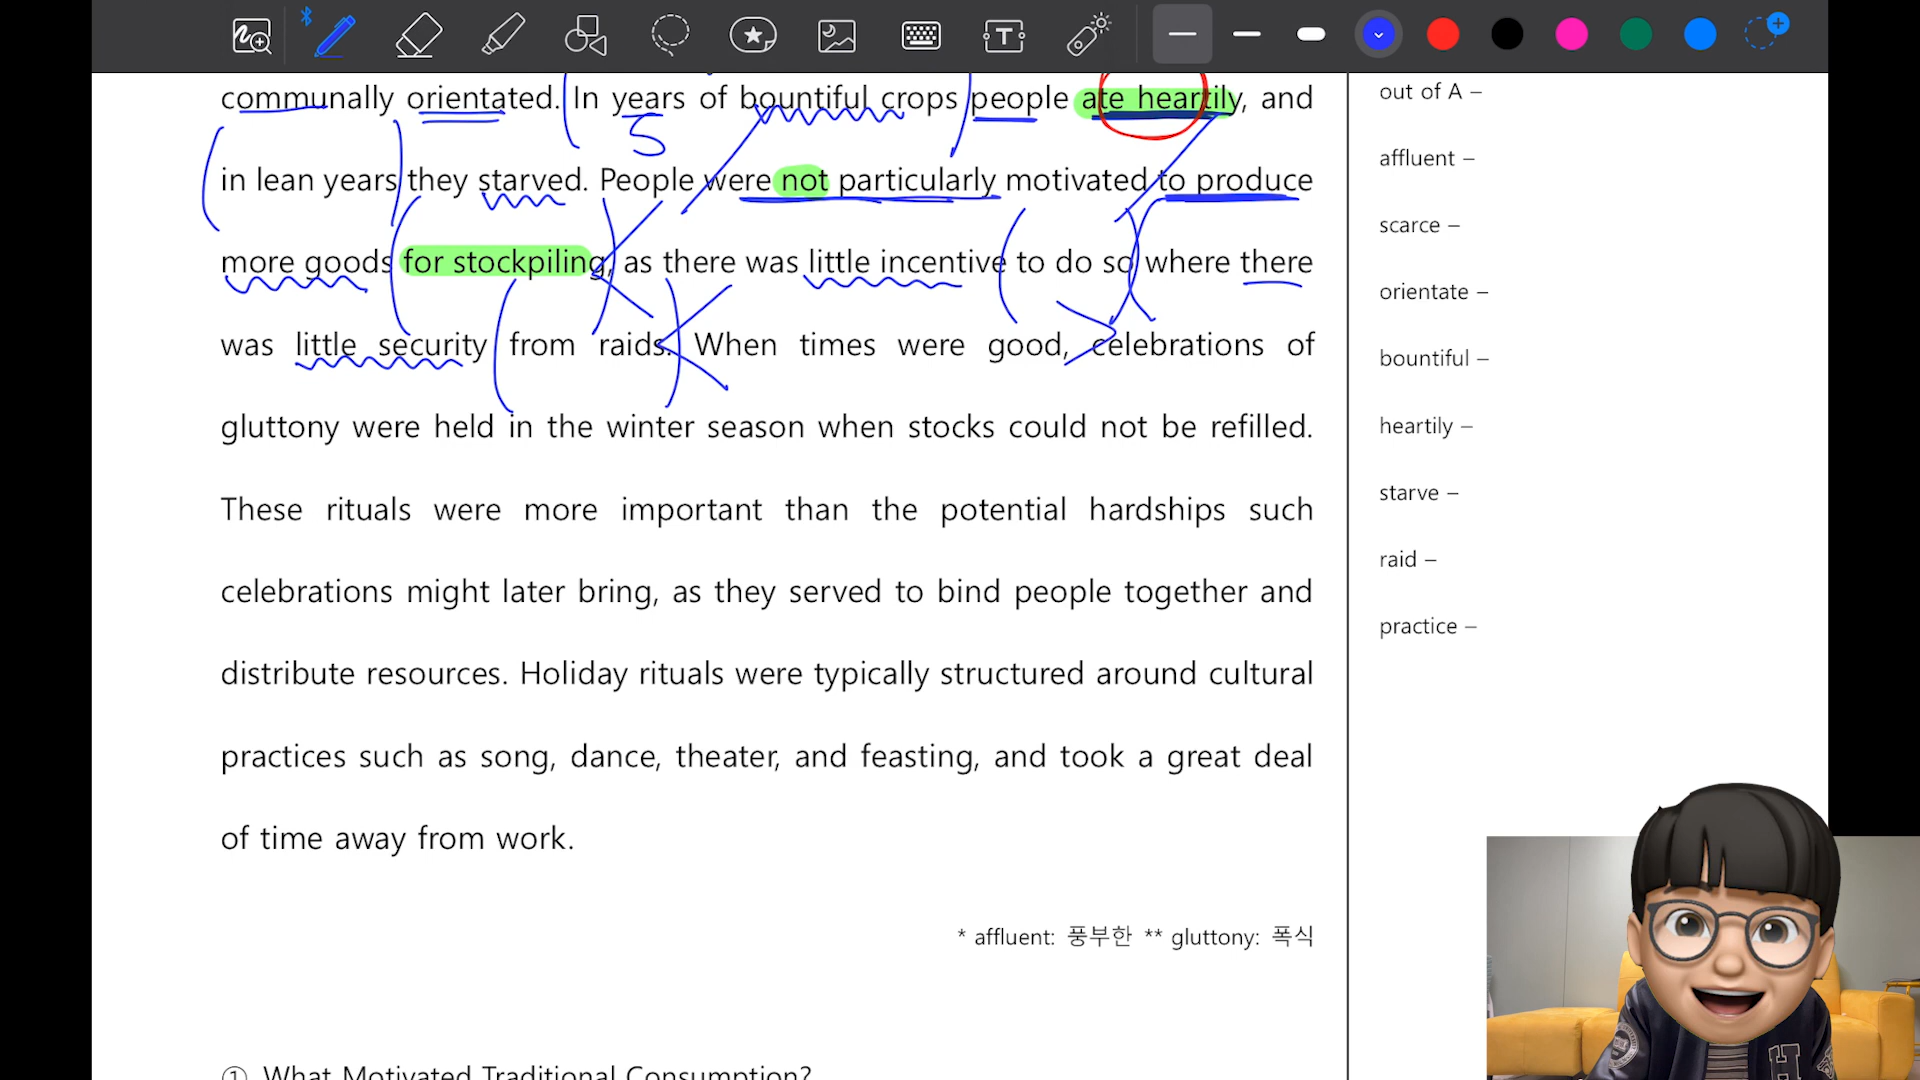 communally orientated. In years of bountiful crops people ate heartily, and
5
in lean years they starved. People were not particularly motivated to produce
more goods for stockpiling, as there was little incentive to do so where there
was little security from raids. When times were good, celebrations of
gluttony were held in the winter season when stocks could not be refilled.
These rituals were more important than the potential hardships such
celebrations might later bring, as they served to bind people together and
distribute resources. Holiday rituals were typically structured around cultural
practices such as song, dance, theater, and feasting, and took a great deal
of time away from work.
* affluent: 풍부한 ** gluttony: 폭식
① What Motivated Traditional Consumption?
out of A –
affluent –
scarce –
orientate –
bountiful –
heartily –
starve –
raid –
practice –
H